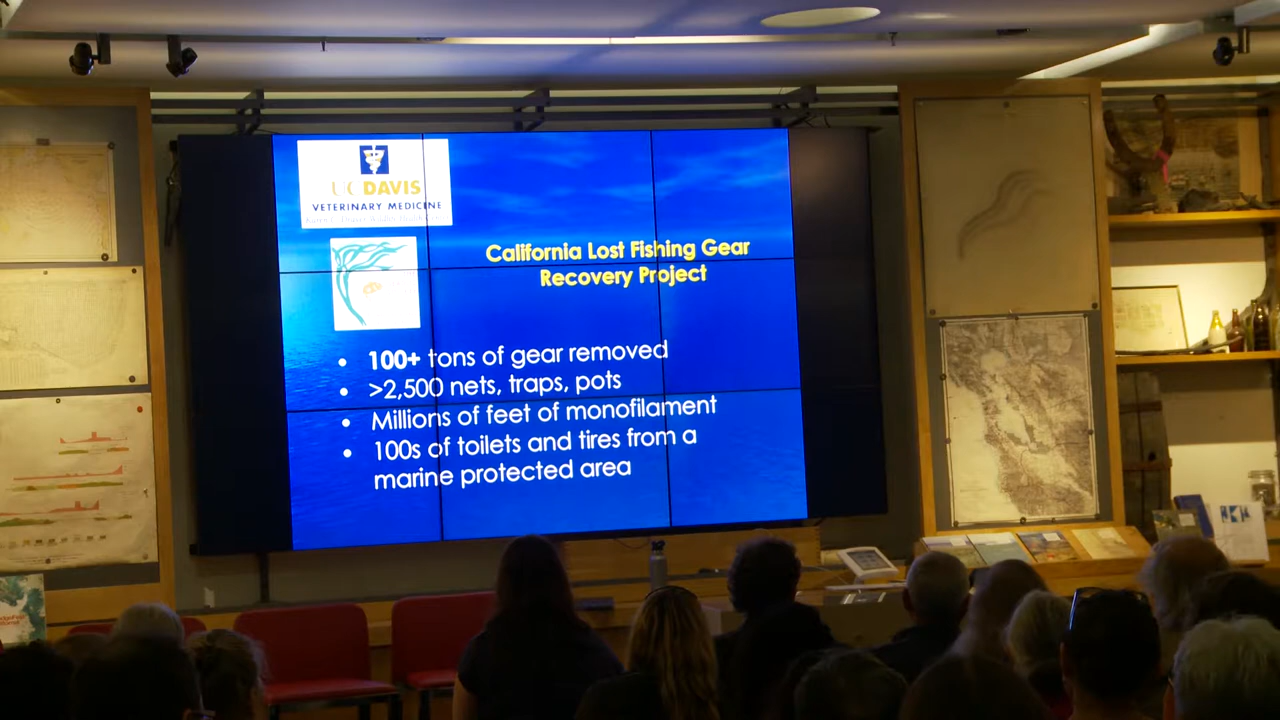 UC DAVIS
VETERINARY MEDICINE
California Lost Fishing Gear
Recovery Project
• 100+ tons of gear removed
• >2,500 nets, traps, pots
• Millions of feet of monofilament
• 100s of toilets and tires from a
marine protected area